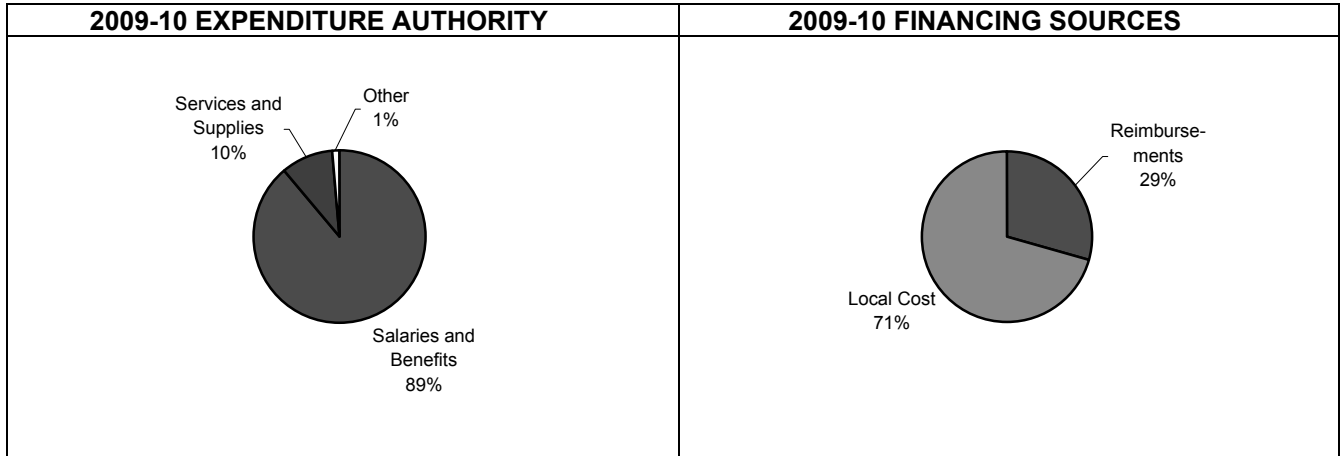 2009-10 EXPENDITURE AUTHORITY
Services and
Supplies
10%
Other
1%
Salaries and
Benefits
89%
2009-10 FINANCING SOURCES
Reimburse-
ments
29%
Local Cost
71%